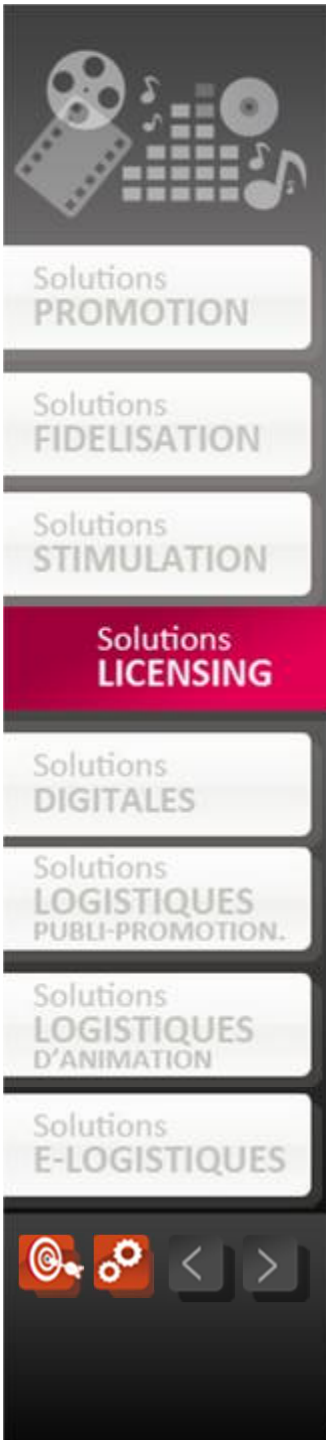 Solutions
PROMOTION
Solutions
FIDELISATION
Solutions
STIMULATION
Solutions
LICENSING
Solutions
DIGITALES
Solutions
LOGISTIQUES
PUBLI-PROMOTION.
Solutions
LOGISTIQUES
D'ANIMATION
Solutions
E-LOGISTIQUES